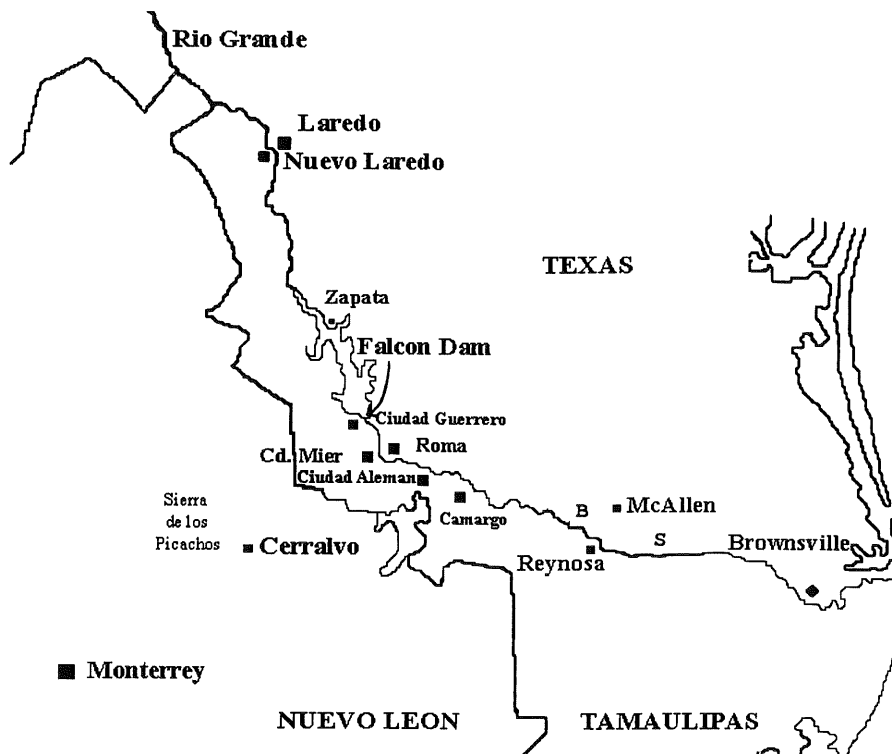 Rio Grande
Laredo
Nuevo Laredo
TEXAS
Zapata
Falcon Dam
Ciudad Guerrero
Roma
Cd. Mier
Ciudad Aleman
Sierra
de los
Picachos
Camargo
B
McAllen
S
Brownsville
Cerralvo
Reynosa
Monterrey
NUEVO LEON
TAMAULIPAS